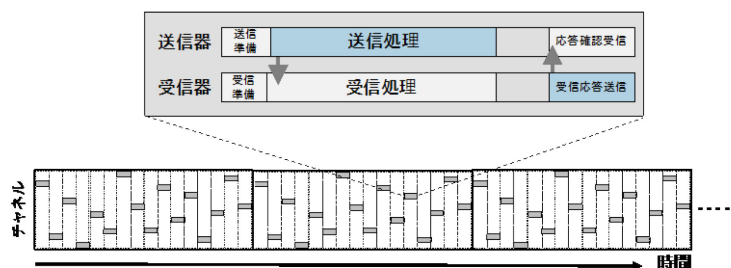 送信器
送信
準備
送信処理
応答確認受信
受信器
受信
準備
受信処理
受信応答送信
チャネル
時間